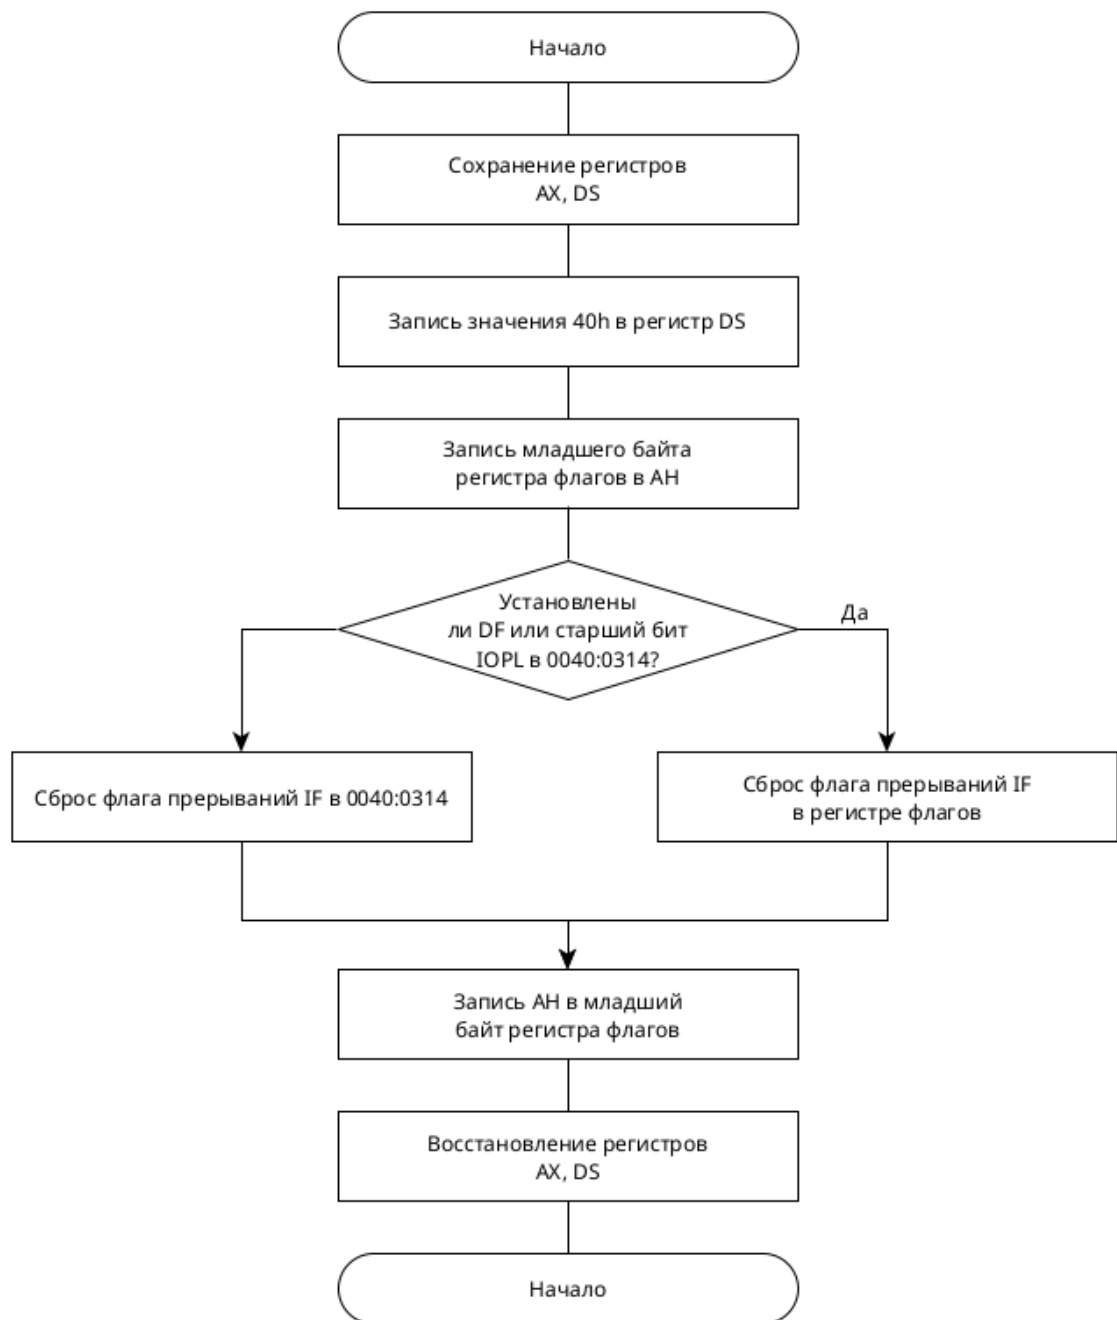 Начало
Сохранение регистров
AX, DS
Запись значения 40h в регистр DS
Запись младшего байта
регистра флагов в AH
Установлены
ли DF или старший бит
IOPL в 0040:0314?
Да
Сброс флага прерываний IF в 0040:0314
Сброс флага прерываний IF
в регистре флагов
Запись AH в младший
байт регистра флагов
Восстановление регистров
AX, DS
Начало